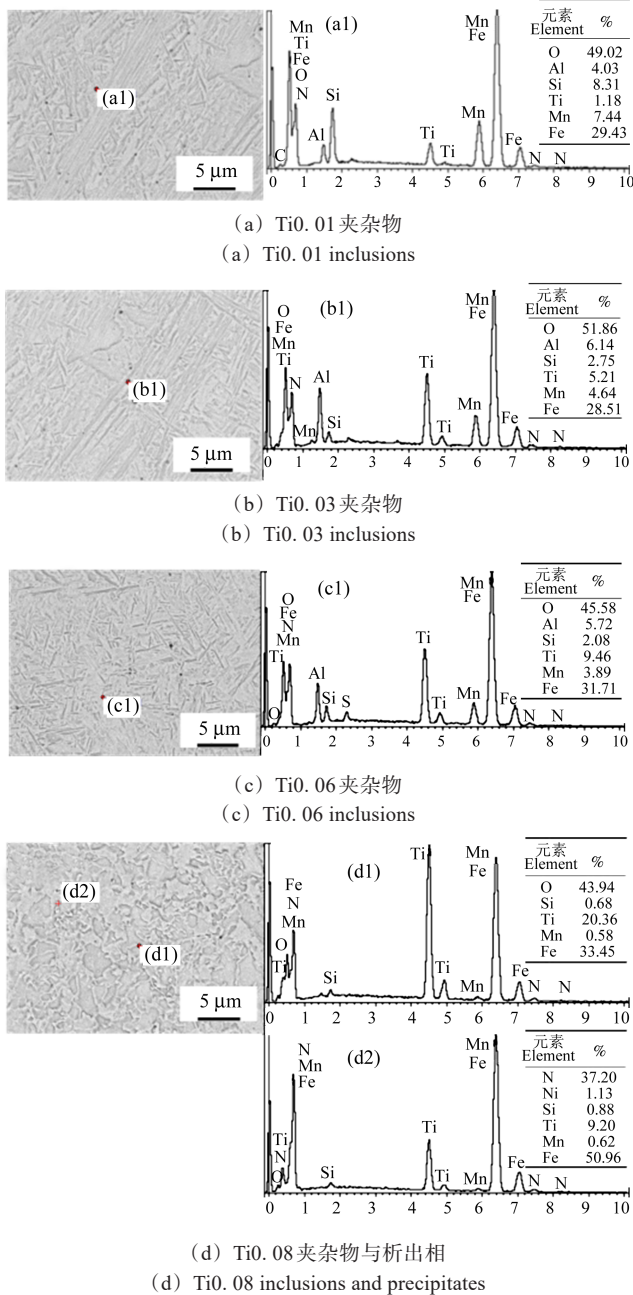 (a1)
5 μm
(a1)
Mn
Ti
Fe
O
N
C
Al
Si
Ti
Ti
Mn
Mn
Fe
Fe
N
N
0 1 2 3 4 5 6 7 8 9 10
元素
Element %
O 49.02
Al 4.03
Si 8.31
Ti 1.18
Mn 7.44
Fe 29.43
（a）Ti0. 01夹杂物
（a）Ti0. 01 inclusions
(b1)
5 μm
(b1)
O
Fe
Mn
Ti
N
Mn
Al
Si
Ti
Ti
Mn
Mn
Fe
Fe
N
N
0 1 2 3 4 5 6 7 8 9 10
元素
Element %
O 51.86
Al 6.14
Si 2.75
Ti 5.21
Mn 4.64
Fe 28.51
（b）Ti0. 03夹杂物
（b）Ti0. 03 inclusions
(c1)
5 μm
(c1)
O
Fe
N
Mn
Ti
O
Al
Si
S
Ti
Ti
Mn
Mn
Fe
Fe
N
N
0 1 2 3 4 5 6 7 8 9 10
元素
Element %
O 45.58
Al 5.72
Si 2.08
Ti 9.46
Mn 3.89
Fe 31.71
（c）Ti0. 06夹杂物
（c）Ti0. 06 inclusions
(d2)
(d1)
5 μm
(d1)
Fe
N
Mn
O
Ti
Si
Ti
Ti
Mn
Mn
Fe
Fe
N
N
0 1 2 3 4 5 6 7 8 9 10
元素
Element %
O 43.94
Si 0.68
Ti 20.36
Mn 0.58
Fe 33.45
(d2)
N
Mn
Fe
Ti
N
O
Si
Ti
Ti
Mn
Mn
Fe
Fe
N
N
0 1 2 3 4 5 6 7 8 9 10
元素
Element %
N 37.20
Ni 1.13
Si 0.88
Ti 9.20
Mn 0.62
Fe 50.96
（d）Ti0. 08夹杂物与析出相
（d）Ti0. 08 inclusions and precipitates